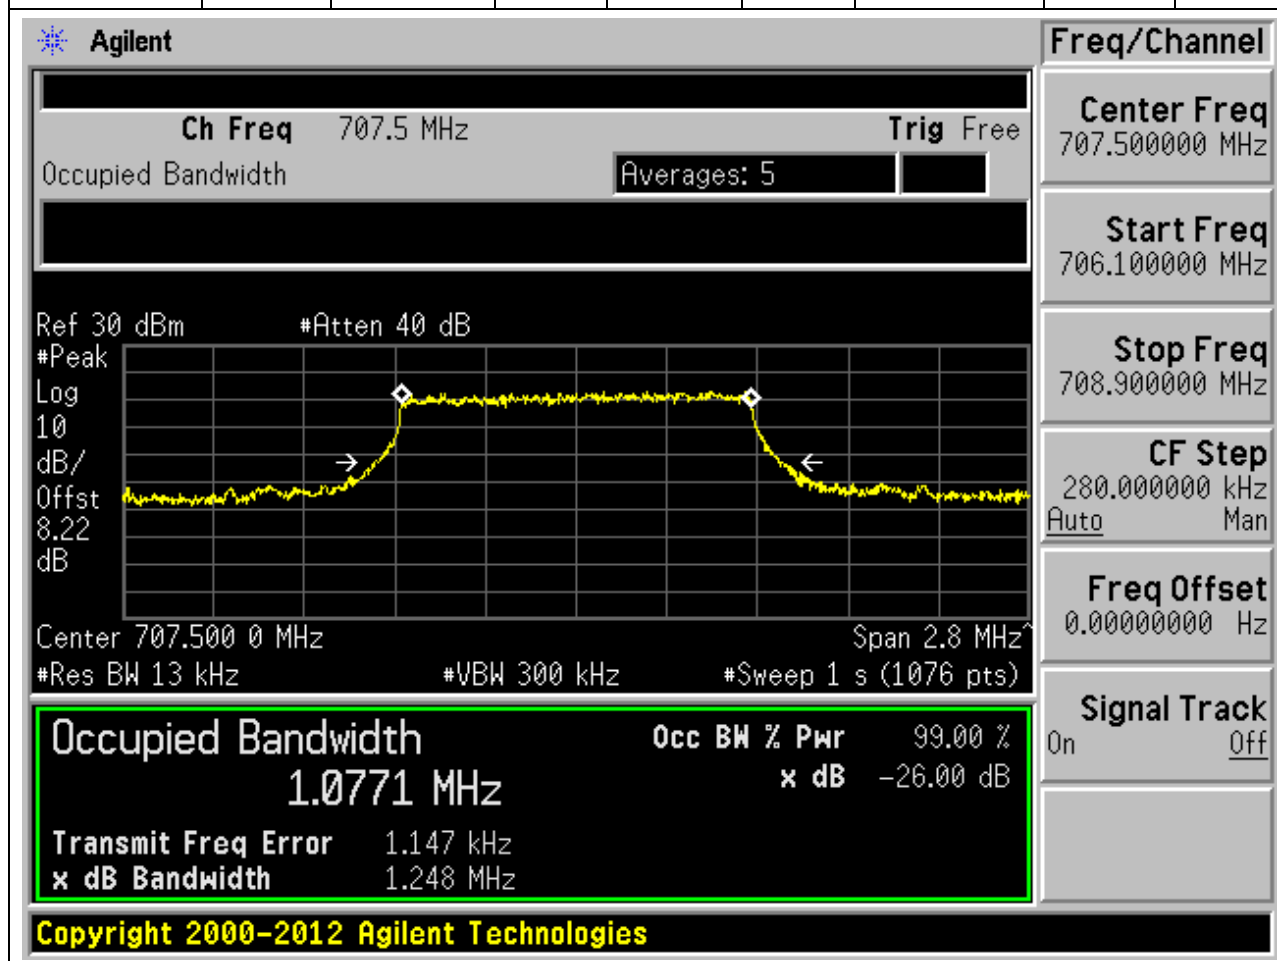 Agilent
Freq/Channel
Ch Freq 707.5 MHz Trig Free
Occupied Bandwidth Averages: 5
Ref 30 dBm #Atten 40 dB
#Peak
Log
10
dB/
Offst
8.22
dB
Center 707.500 0 MHz Span 2.8 MHz^
#Res BW 13 kHz #VBW 300 kHz #Sweep 1 s (1076 pts)
Occupied Bandwidth Occ BW % Pwr 99.00 %
1.0771 MHz x dB -26.00 dB
Transmit Freq Error 1.147 kHz
x dB Bandwidth 1.248 MHz
Copyright 2000-2012 Agilent Technologies
Center Freq
707.500000 MHz
Start Freq
706.100000 MHz
Stop Freq
708.900000 MHz
CF Step
280.000000 kHz
Auto Man
Freq Offset
0.00000000 Hz
Signal Track
On Off